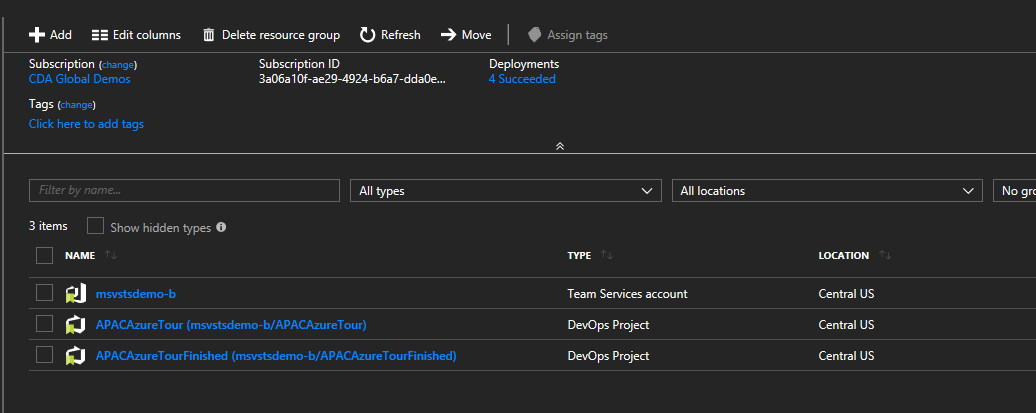 Add Edit columns Delete resource group Refresh Move Assign tags
Subscription (change) Subscription ID Deployments
CDA Global Demos 3a06a10f-ae29-4924-b6a7-dda0e... 4 Succeeded
Tags (change)
Click here to add tags
Filter by name... All types All locations No gro
3 items Show hidden types
NAME TYPE LOCATION
msvstsdemo-b Team Services account Central US
APACAzureTour (msvstsdemo-b/APACAzureTour) DevOps Project Central US
APACAzureTourFinished (msvstsdemo-b/APACAzureTourFinished) DevOps Project Central US